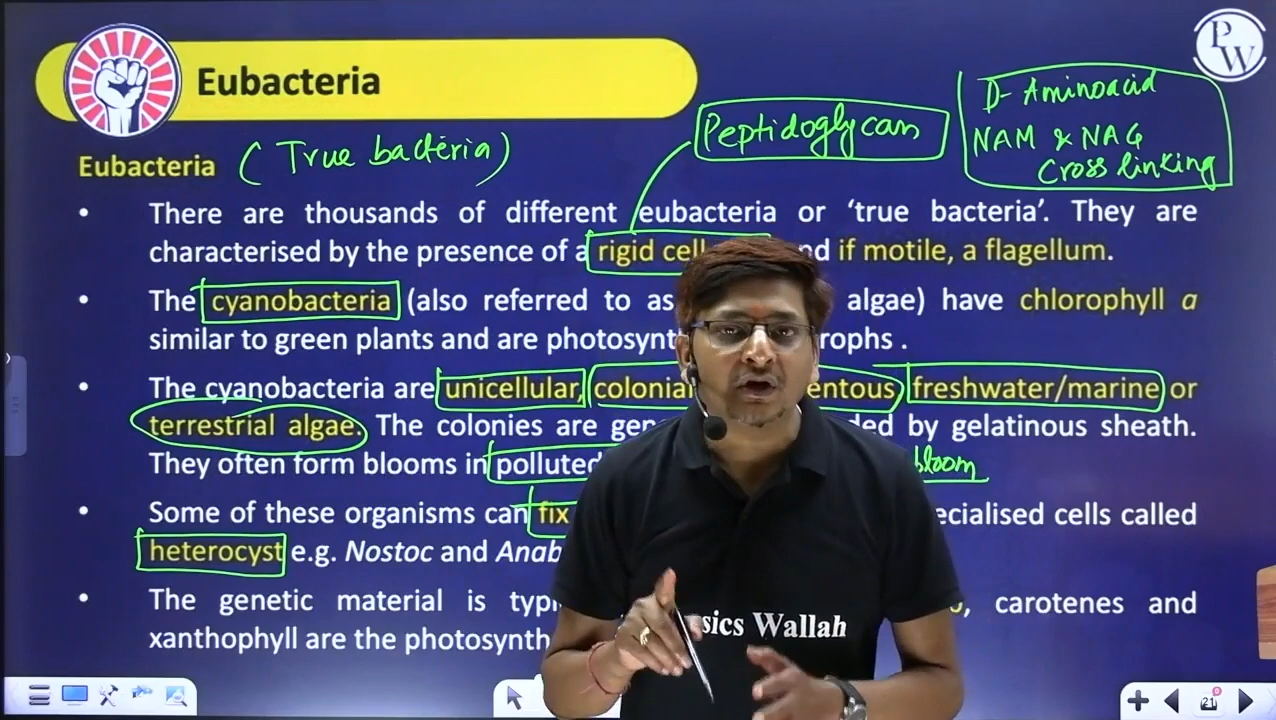 Eubacteria
PW
D- Aminoacid
NAM & NAG
Cross linking
Peptidoglycan
Eubacteria (True bacteria)
• There are thousands of different eubacteria or ‘true bacteria’. They are
characterised by the presence of a rigid cell nd if motile, a flagellum.
• The cyanobacteria (also referred to as algae) have chlorophyll a
similar to green plants and are photosynt rophs .
• The cyanobacteria are unicellular, colonia entous freshwater/marine or
terrestrial algae. The colonies are gen ded by gelatinous sheath.
They often form blooms in polluted bloom
• Some of these organisms can fix ecialised cells called
heterocyst e.g. Nostoc and Anab
• The genetic material is typi , carotenes and
xanthophyll are the photosynth
sics Wallah
21